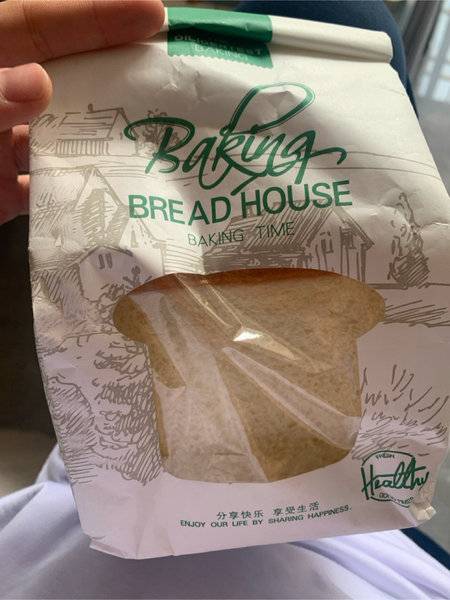 BAKING
Baking
BREAD HOUSE
BAKING TIME
FRESH
Healthy
分享快乐 享受生活
ENJOY OUR LIFE BY SHARING HAPPINESS.